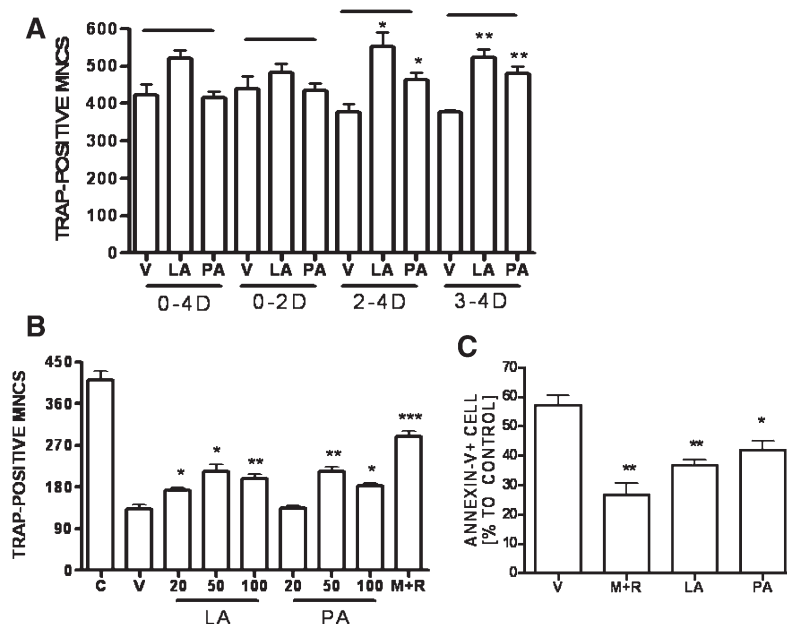 A
TRAP-POSITIVE MNCS
600
500
400
300
200
100
0
* * ** **
V LA PA V LA PA V LA PA V LA PA
0-4D 0-2D 2-4D 3-4D
B
TRAP-POSITIVE MNCS
450
360
270
180
90
0
* * ** ** * ***
C V 20 50 100 20 50 100 M+R
LA PA
C
ANNEXIN-V+ CELL
[% TO CONTROL]
70
60
50
40
30
20
10
0
** ** *
V M+R LA PA